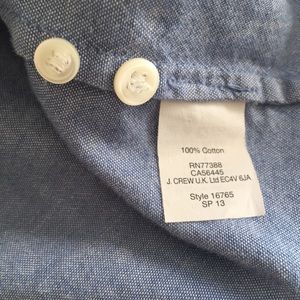 100% Cotton
RN77388
CA56445
J. CREW U.K. Ltd EC4V 6JA
Style 16765
SP 13